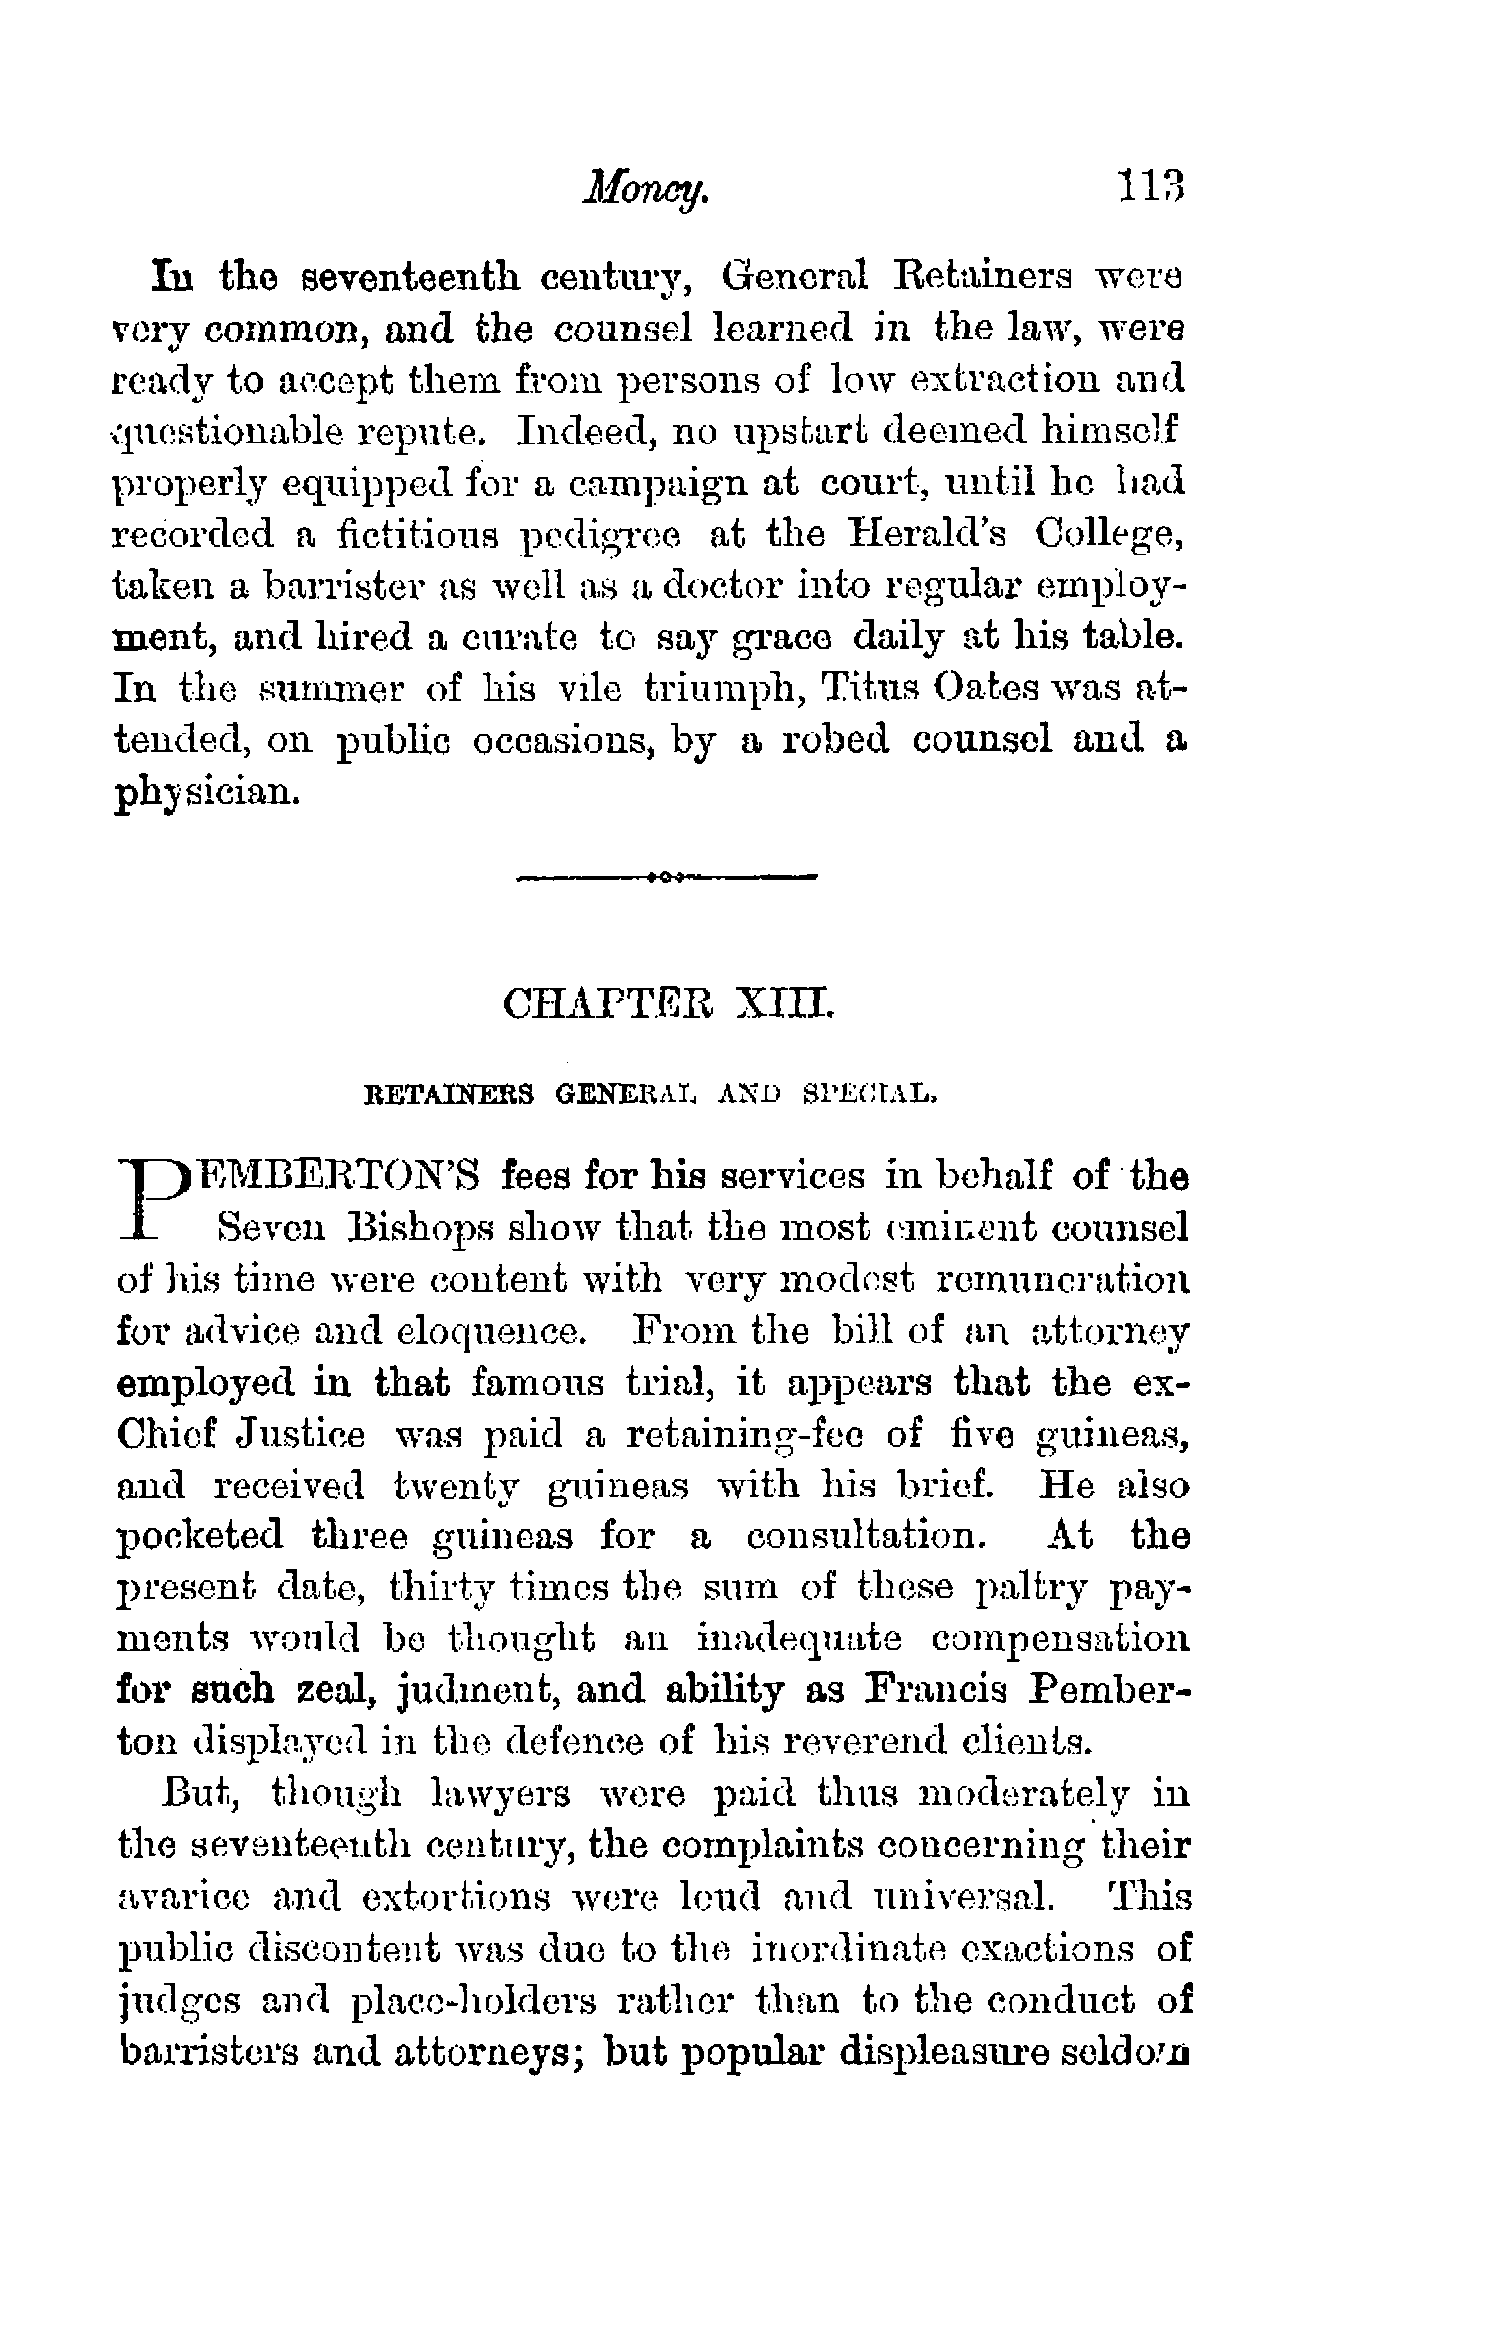 Money. 113
In the seventeenth century, General Retainers were
very common, and the counsel learned in the law, were
ready to accept them from persons of low extraction and
questionable repute. Indeed, no upstart deemed himself
properly equipped for a campaign at court, until he had
recorded a fictitious pedigree at the Herald's College,
taken a barrister as well as a doctor into regular employ-
ment, and hired a curate to say grace daily at his table.
In the summer of his vile triumph, Titus Oates was at-
tended, on public occasions, by a robed counsel and a
physician.
CHAPTER XIII.
RETAINERS GENERAL AND SPECIAL.
PEMBERTON'S fees for his services in behalf of the
Seven Bishops show that the most eminent counsel
of his time were content with very modest remuneration
for advice and eloquence. From the bill of an attorney
employed in that famous trial, it appears that the ex-
Chief Justice was paid a retaining-fee of five guineas,
and received twenty guineas with his brief. He also
pocketed three guineas for a consultation. At the
present date, thirty times the sum of these paltry pay-
ments would be thought an inadequate compensation
for such zeal, judment, and ability as Francis Pember-
ton displayed in the defence of his reverend clients.
But, though lawyers were paid thus moderately in
the seventeenth century, the complaints concerning their
avarice and extortions were loud and universal. This
public discontent was due to the inordinate exactions of
judges and place-holders rather than to the conduct of
barristers and attorneys; but popular displeasure seldom